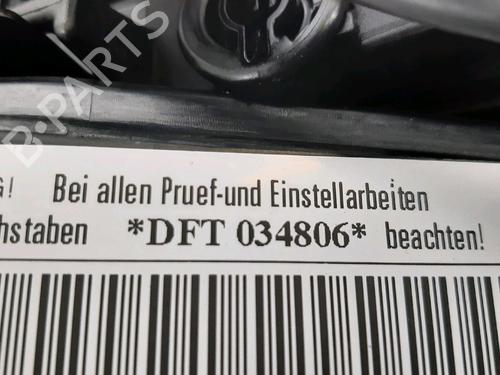 B-PARTS
G! Bei allen Pruef-und Einstellarbeiten
hstaben *DFT 034806* beachten!